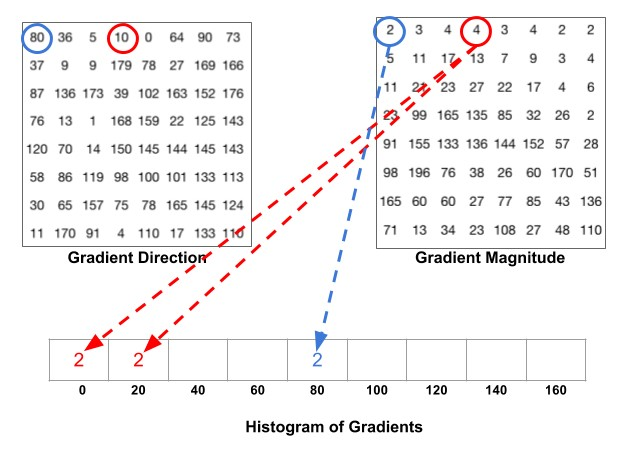 80 36 5 10 0 64 90 73
37 9 9 179 78 27 169 166
87 136 173 39 102 163 152 176
76 13 1 168 159 22 125 143
120 70 14 150 145 144 145 143
58 86 119 98 100 101 133 113
30 65 157 75 78 165 145 124
11 170 91 4 110 17 133 110
Gradient Direction
2 3 4 4 3 4 2 2
5 11 17 13 7 9 3 4
11 21 23 27 22 17 4 6
23 99 165 135 85 32 26 2
91 155 133 136 144 152 57 28
98 196 76 38 26 60 170 51
165 60 60 27 77 85 43 136
71 13 34 23 108 27 48 110
Gradient Magnitude
2 2 2
0 20 40 60 80 100 120 140 160
Histogram of Gradients